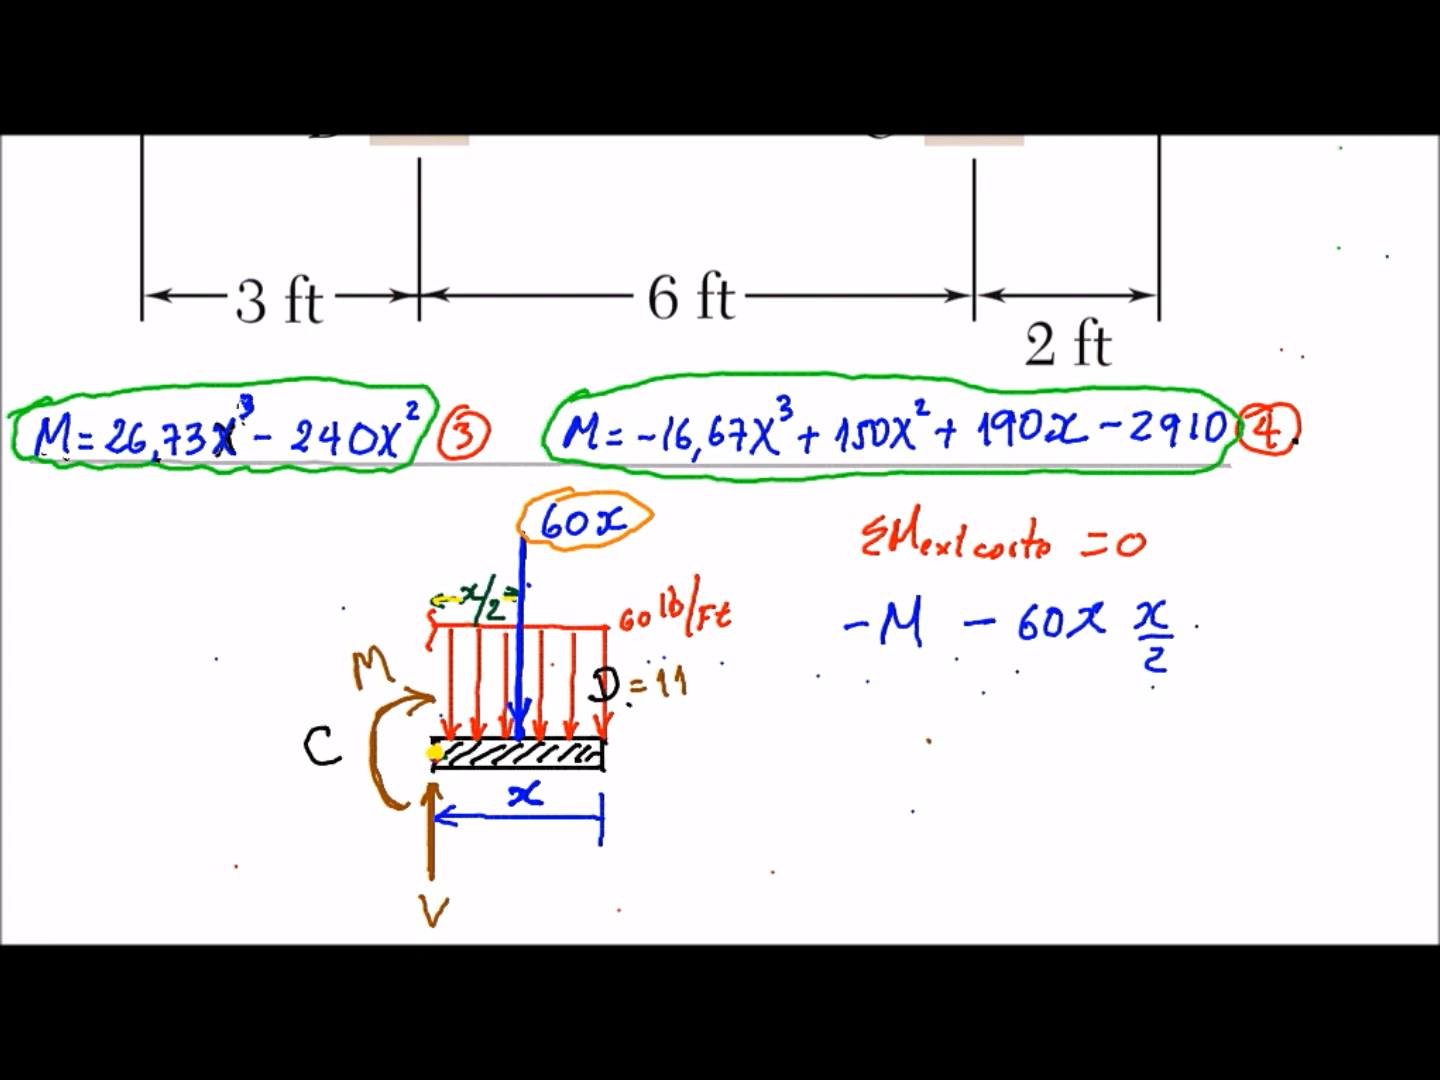 3 ft 6 ft 2 ft
M = 26,73x³ - 240x² ③ M = -16,67x³ + 150x² + 190x - 2910 ④
60x
ΣMext corte = 0
x/2
60 lb/Ft
-M - 60x x/2
M
D = 11
C
x
V